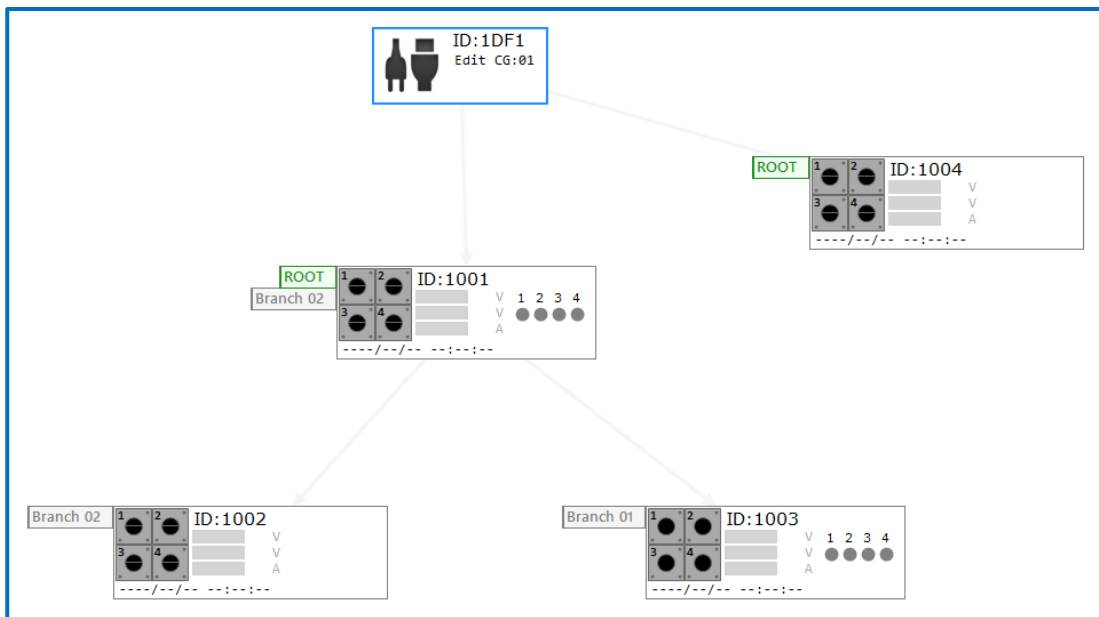 ID:1DF1
Edit CG:01
ROOT
1 2
ID:1004
V
V
3 4
A
----/--/-- --:--:--
ROOT
Branch 02
1 2
ID:1001
V
1 2 3 4
V
3 4
A
----/--/-- --:--:--
Branch 02
1 2
ID:1002
V
V
3 4
A
----/--/-- --:--:--
Branch 01
1 2
ID:1003
V
1 2 3 4
V
3 4
A
----/--/-- --:--:--